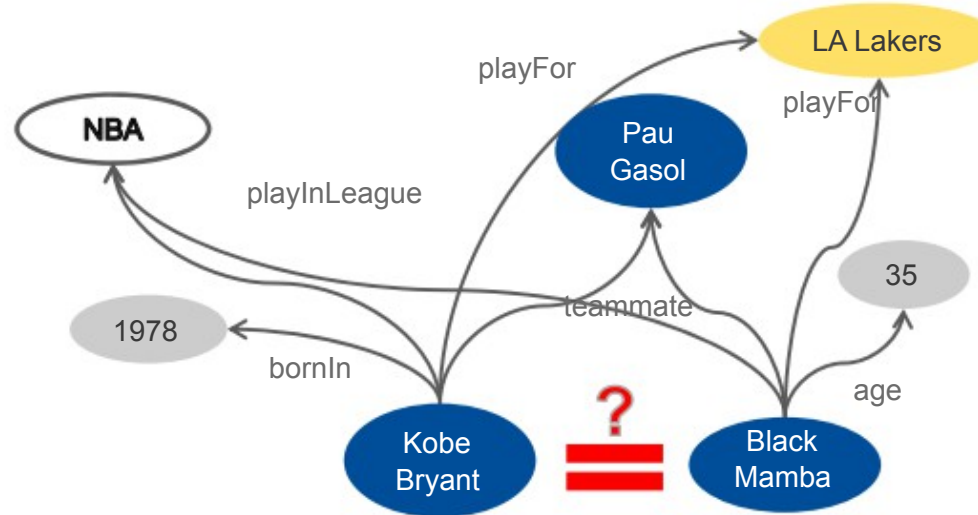 LA Lakers
playFor
playFor
NBA
Pau
Gasol
playInLeague
35
teammate
1978
bornIn
age
?
Kobe
Bryant
Black
Mamba